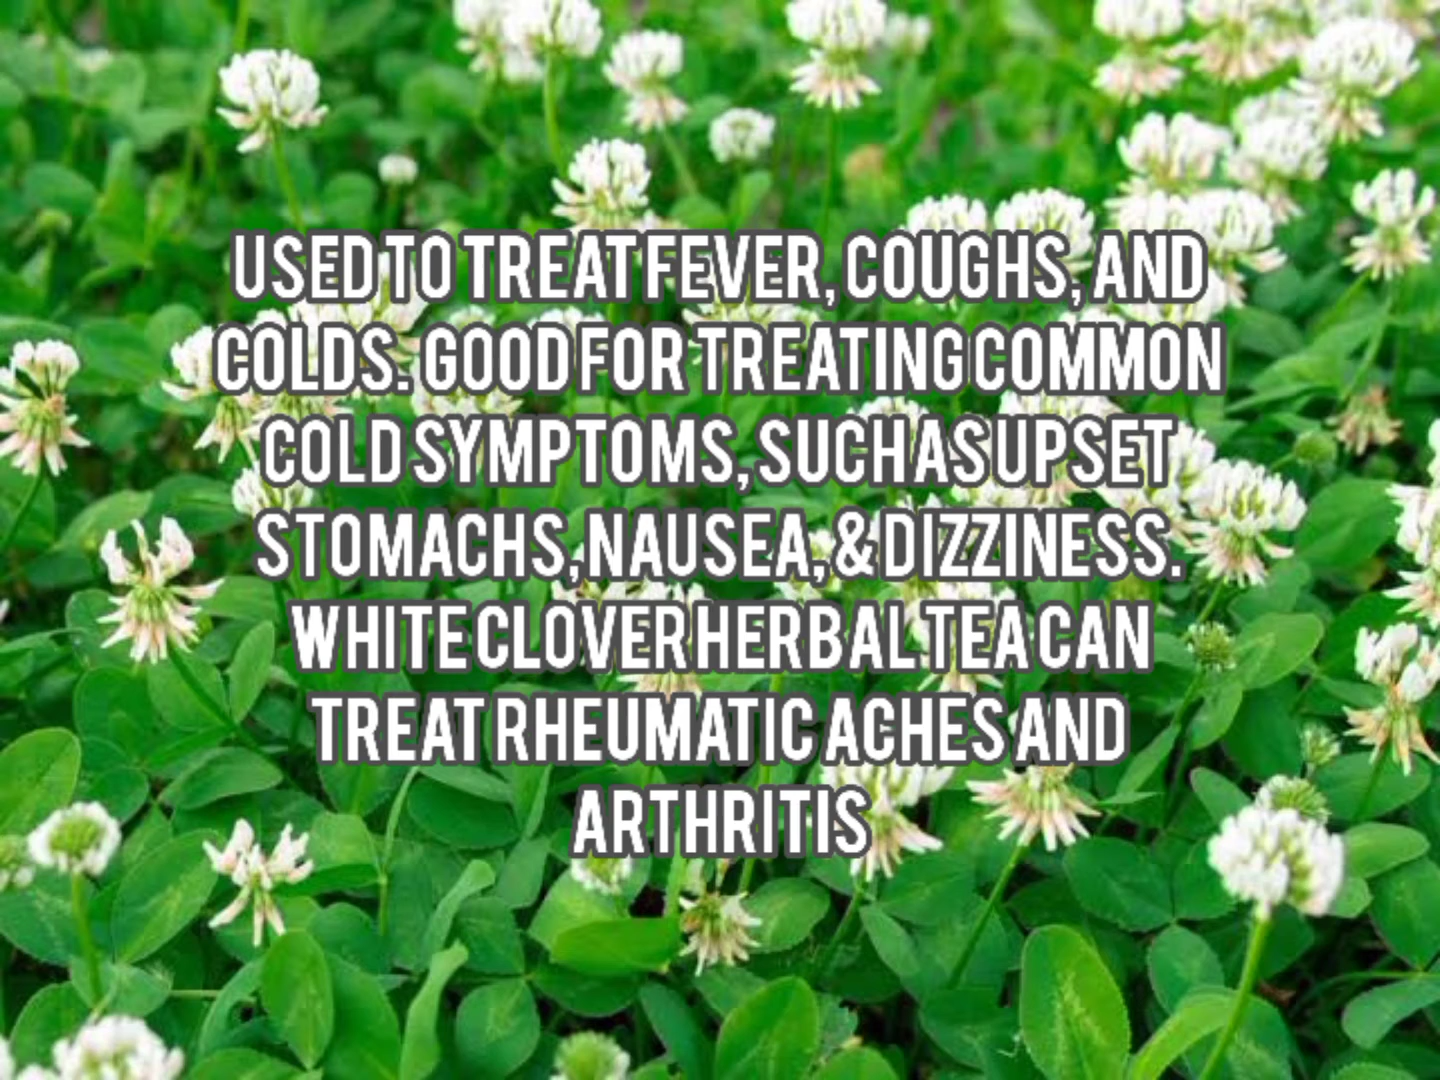 USED TO TREAT FEVER, COUGHS, AND
COLDS. GOOD FOR TREATING COMMON
COLD SYMPTOMS, SUCH AS UPSET
STOMACHS, NAUSEA, & DIZZINESS.
WHITE CLOVER HERBAL TEA CAN
TREAT RHEUMATIC ACHES AND
ARTHRITIS